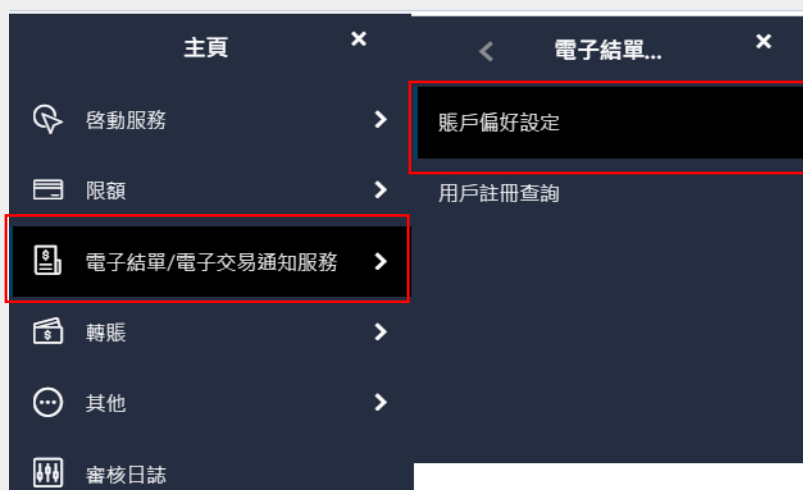 主頁
啓動服務
限額
電子結單/電子交易通知服務
轉賬
其他
審核日誌
電子結單...
賬戶偏好設定
用戶註冊查詢